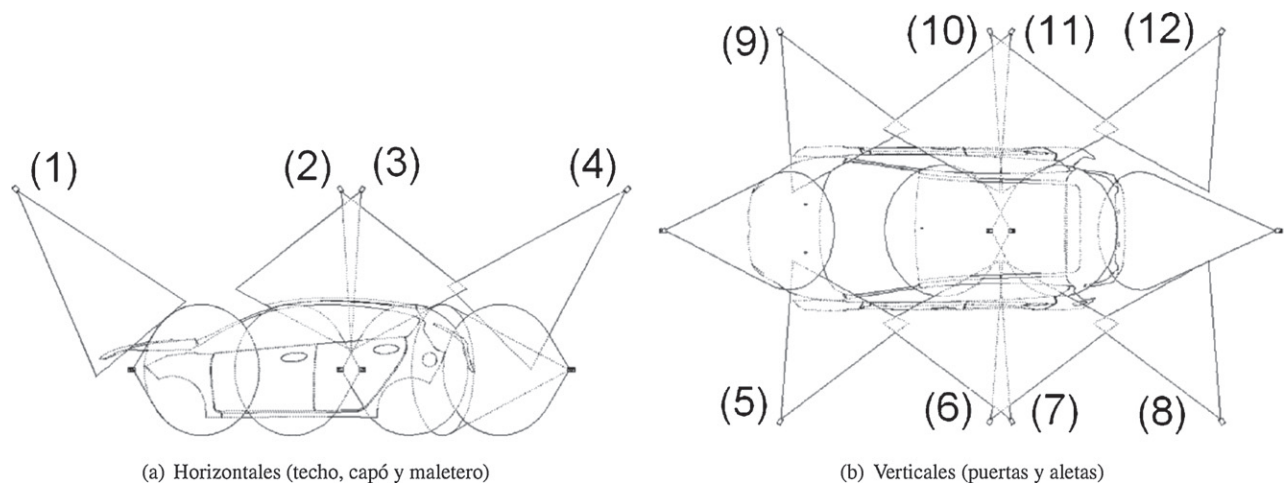 (1) (2) (3) (4)
(9) (10) (11) (12)
(5) (6) (7) (8)
(a) Horizontales (techo, capó y maletero)
(b) Verticales (puertas y aletas)